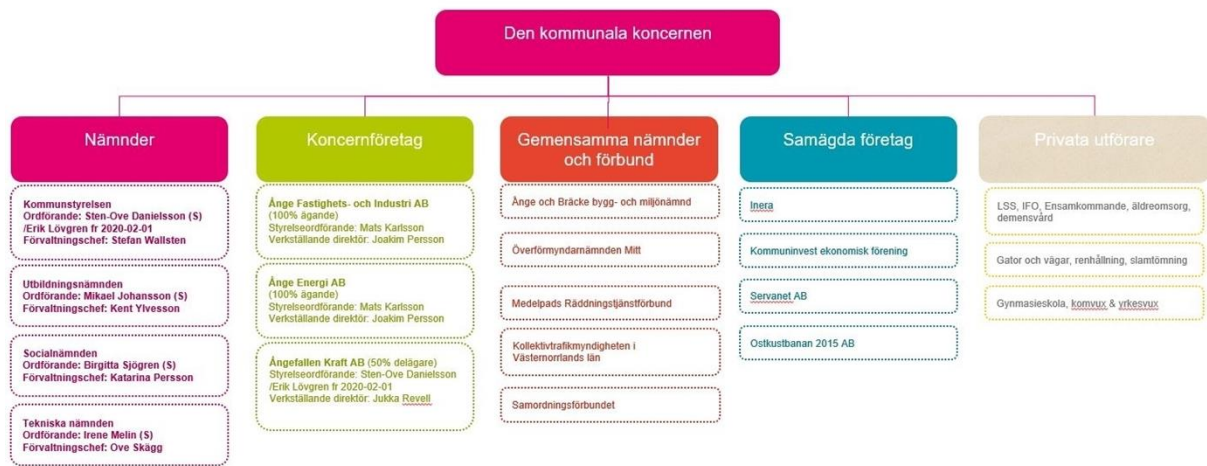 Den kommunala koncernen
Nämnder
Kommunstyrelsen
Ordförande: Sten-Ove Danielsson (S)
/Erik Lövgren fr 2020-02-01
Förvaltningschef: Stefan Wallsten
Utbildningsnämnden
Ordförande: Mikael Johansson (S)
Förvaltningschef: Kent Ylvesson
Socialnämnden
Ordförande: Birgitta Sjögren (S)
Förvaltningschef: Katarina Persson
Tekniska nämnden
Ordförande: Irene Melin (S)
Förvaltningschef: Ove Skägg
Koncernföretag
Ånge Fastighets- och Industri AB
(100% ägande)
Styrelseordförande: Mats Karlsson
Verkställande direktör: Joakim Persson
Ånge Energi AB
(100% ägande)
Styrelseordförande: Mats Karlsson
Verkställande direktör: Joakim Persson
Ångefallen Kraft AB (50% delägare)
Styrelseordförande: Sten-Ove Danielsson
/Erik Lövgren fr 2020-02-01
Verkställande direktör: Jukka Revell
Gemensamma nämnder
och förbund
Ånge och Bräcke bygg- och miljönämnd
Överförmyndarnämnden Mitt
Medelpads Räddningstjänstförbund
Kollektivtrafikmyndigheten i
Västernorrlands län
Samordningsförbundet
Samägda företag
Inera
Kommuninvest ekonomisk förening
Servanet AB
Ostkustbanan 2015 AB
Privata utförare
LSS, IFO, Ensamkommande, äldreomsorg,
demensvård
Gator och vägar, renhållning, slamtömning
Gynmasieskola, komvux & yrkesvux